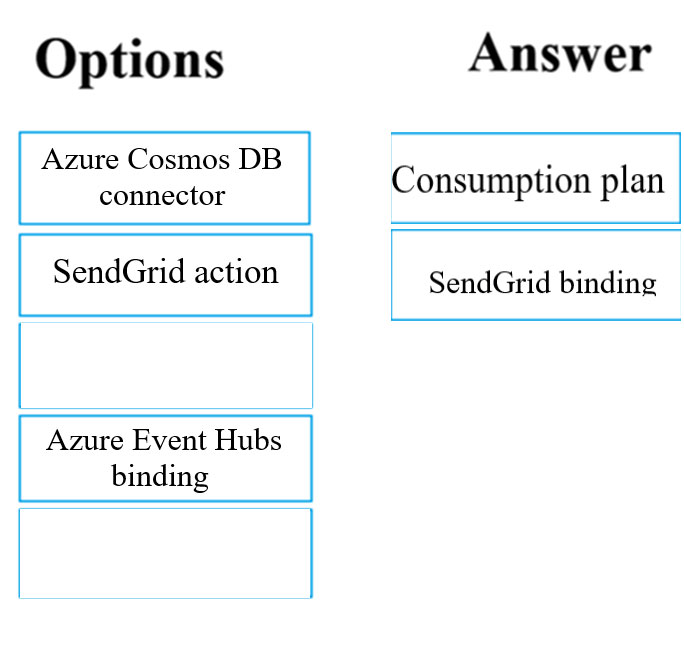 Options
Answer
Azure Cosmos DB
connector
SendGrid action
Azure Event Hubs
binding
Consumption plan
SendGrid binding